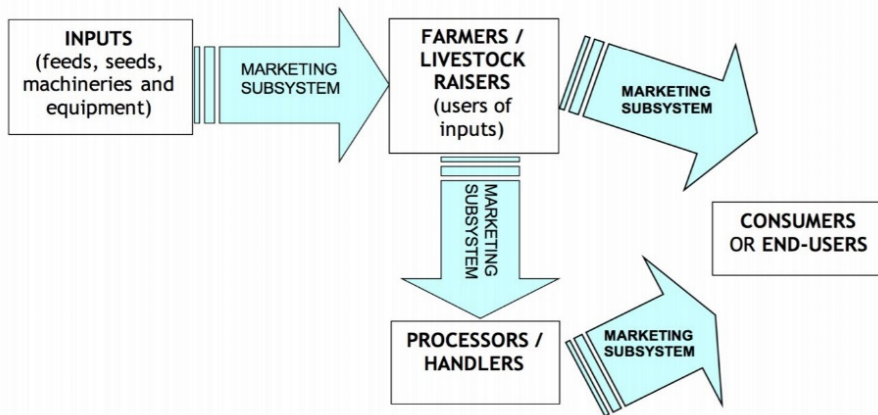 INPUTS
(feeds, seeds,
machineries and
equipment)
MARKETING
SUBSYSTEM
FARMERS /
LIVESTOCK
RAISERS
(users of
inputs)
MARKETING
SUBSYSTEM
MARKETING
SUBSYSTEM
CONSUMERS
OR END-USERS
PROCESSORS /
HANDLERS
MARKETING
SUBSYSTEM